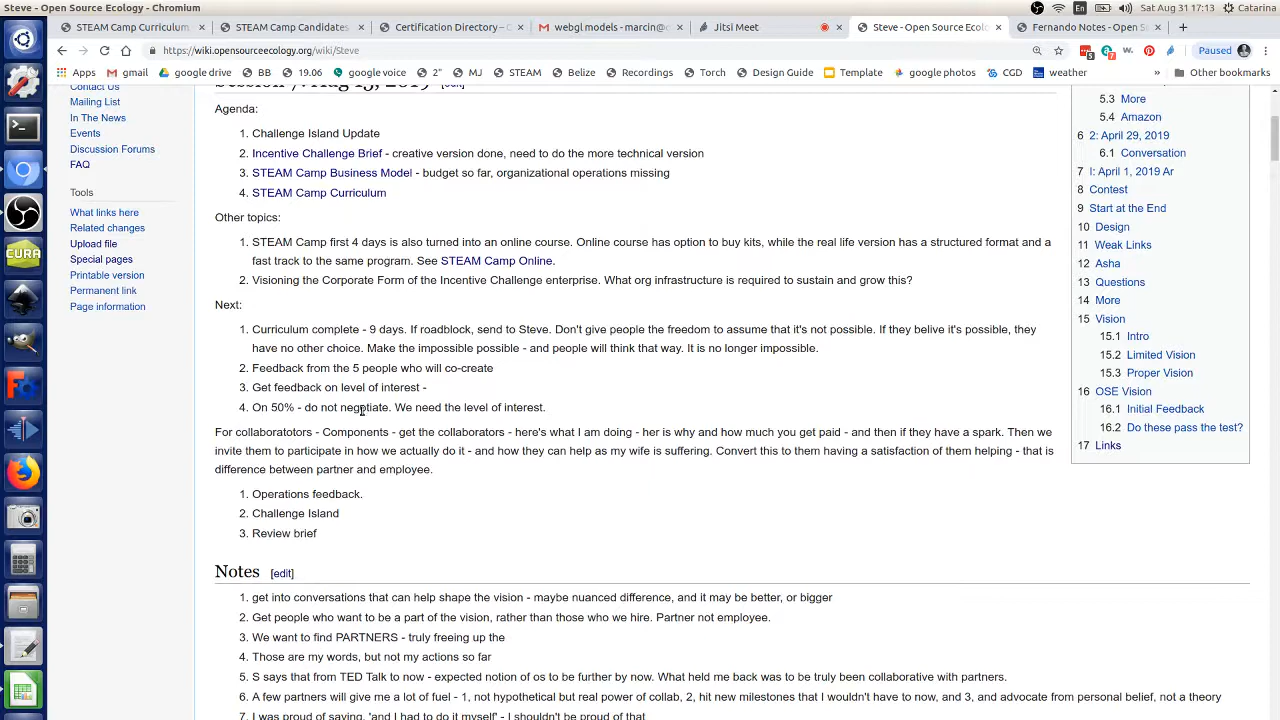 Steve - Open Source Ecology - Chromium
En
Sat Aug 31 17:13
Catarina
STEAM Camp Curriculum
STEAM Camp Candidates
Certification Directory – O
webgl models - marcin@o
Jitsi Meet
Steve - Open Source Ecolo
Fernando Notes - Open S
https://wiki.opensourceecology.org/wiki/Steve
Paused
Apps
gmail
google drive
BB
19.06
google voice
2
MJ
STEAM
Belize
Recordings
Torch
Design Guide
Template
google photos
CGD
weather
»
Other bookmarks
Contact Us
Mailing List
In The News
Events
Discussion Forums
FAQ
Tools
What links here
Related changes
Upload file
Special pages
Printable version
Permanent link
Page information
[edit]
Agenda:
1. Challenge Island Update
2. Incentive Challenge Brief - creative version done, need to do the more technical version
3. STEAM Camp Business Model - budget so far, organizational operations missing
4. STEAM Camp Curriculum
Other topics:
1. STEAM Camp first 4 days is also turned into an online course. Online course has option to buy kits, while the real life version has a structured format and a
fast track to the same program. See STEAM Camp Online.
2. Visioning the Corporate Form of the Incentive Challenge enterprise. What org infrastructure is required to sustain and grow this?
Next:
1. Curriculum complete - 9 days. If roadblock, send to Steve. Don't give people the freedom to assume that it's not possible. If they belive it's possible, they
have no other choice. Make the impossible possible - and people will think that way. It is no longer impossible.
2. Feedback from the 5 people who will co-create
3. Get feedback on level of interest -
4. On 50% - do not negotiate. We need the level of interest.
For collaboratotors - Components - get the collaborators - here's what I am doing - her is why and how much you get paid - and then if they have a spark. Then we
invite them to participate in how we actually do it - and how they can help as my wife is suffering. Convert this to them having a satisfaction of them helping - that is
difference between partner and employee.
1. Operations feedback.
2. Challenge Island
3. Review brief
Notes [edit]
1. get into conversations that can help shape the vision - maybe nuanced difference, and it may be better, or bigger
2. Get people who want to be a part of the vision, rather than those who we hire. Partner not employee.
3. We want to find PARTNERS - truly freeing up the
4. Those are my words, but not my actions so far
5. S says that from TED Talk to now - expected notion of os to be further by now. What held me back was to be truly been collaborative with partners.
6. A few partners will give me a lot of fuel - not hypothetical but real power of collab, 2, hit on milestones that I wouldn't have to now, and 3, and advocate from personal belief, not a theory
7. I was proud of saying, 'and I had to do it myself' - I shouldn't be proud of that
5.3 More
5.4 Amazon
6 2: April 29, 2019
6.1 Conversation
7 I: April 1, 2019 Ar
8 Contest
9 Start at the End
10 Design
11 Weak Links
12 Asha
13 Questions
14 More
15 Vision
15.1 Intro
15.2 Limited Vision
15.3 Proper Vision
16 OSE Vision
16.1 Initial Feedback
16.2 Do these pass the test?
17 Links
CURA